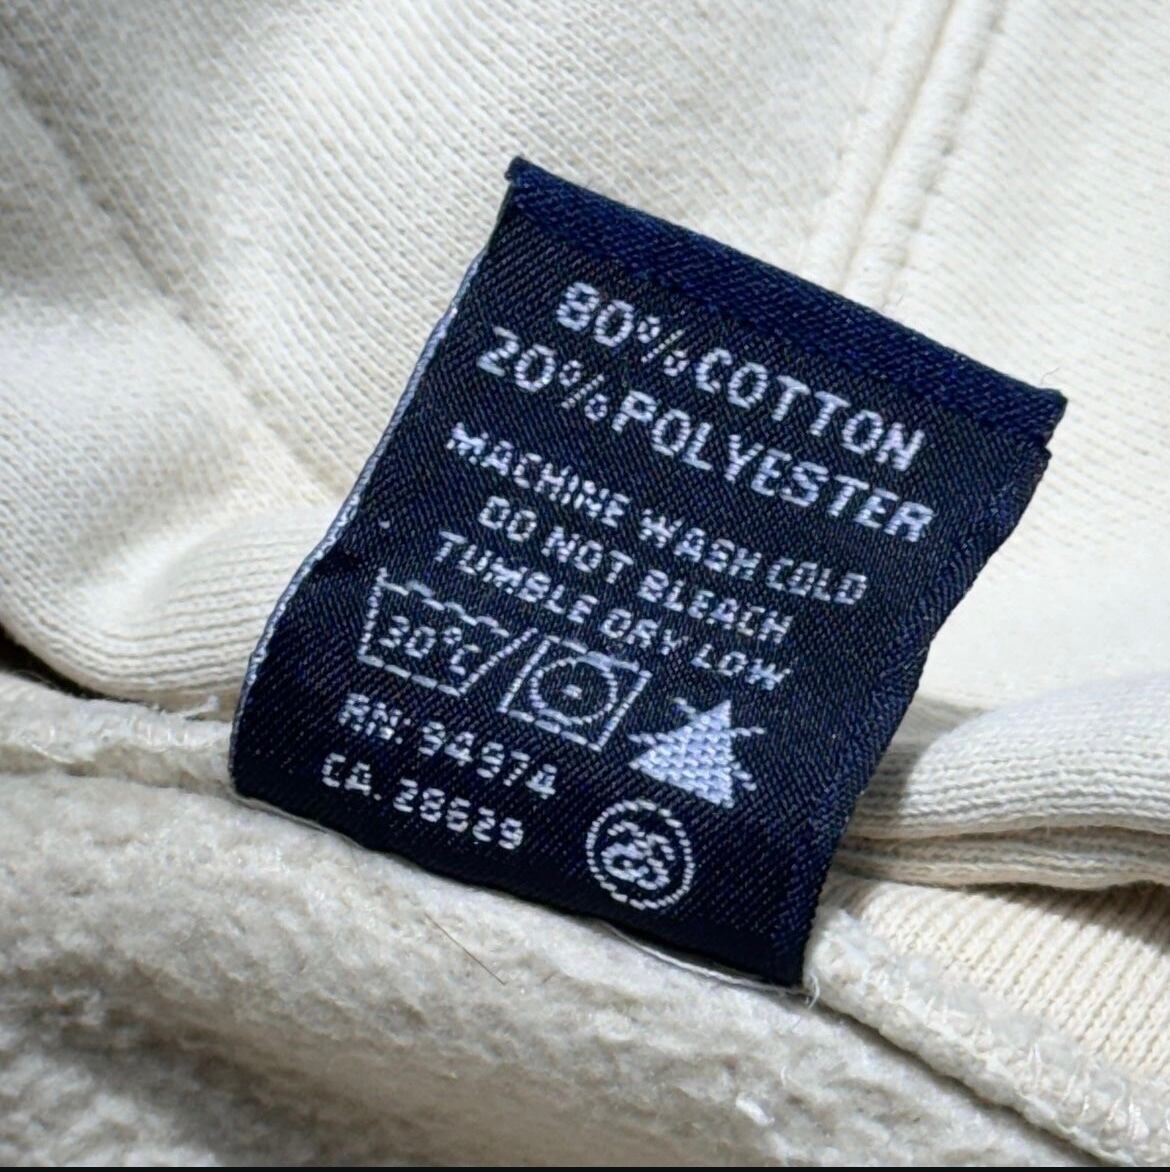 80% COTTON
20% POLYESTER
MACHINE WASH COLD
DO NOT BLEACH
TUMBLE DRY LOW
30°C
RN: 94974
CA 28629